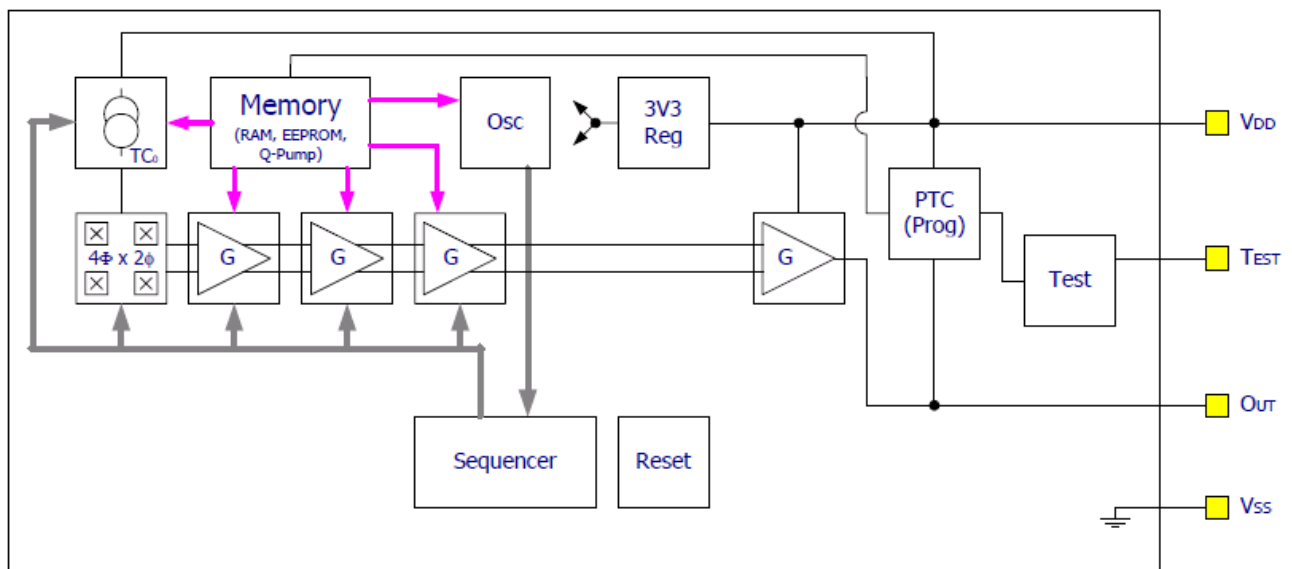 TC₀
Memory
(RAM, EEPROM,
Q-Pump)
Osc
3V3
Reg
VDD
4Φ x 2ϕ
G
G
G
G
PTC
(Prog)
TEST
Test
OUT
Sequencer
Reset
VSS